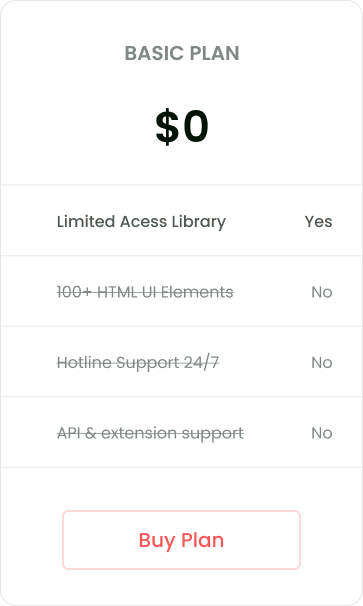 BASIC PLAN
$0
Limited Acess Library Yes
100+ HTML UI Elements No
Hotline Support 24/7 No
API & extension support No
Buy Plan